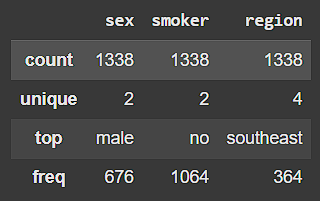 sex smoker region
count 1338 1338 1338
unique 2 2 4
top male no southeast
freq 676 1064 364